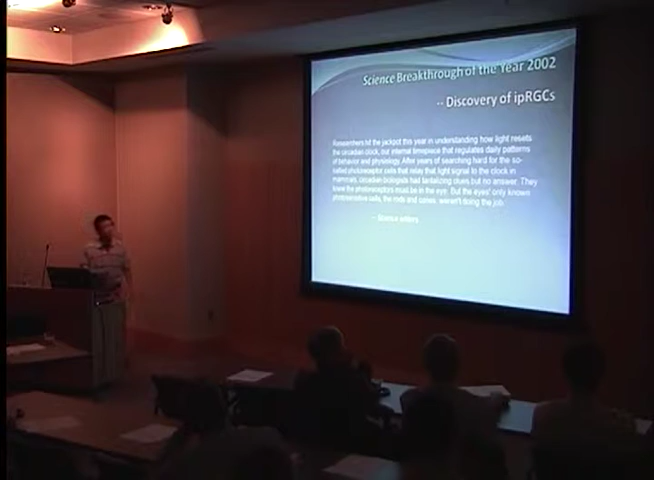 Science Breakthrough of the Year 2002
-- Discovery of ipRGCs
Researchers hit the jackpot this year in understanding how light resets
the circadian clock, our internal timepiece that regulates daily patterns
of behavior and physiology. After years of searching hard for the so-
called photoreceptor cells that relay that light signal to the clock in
mammals, circadian biologists had tantalizing clues but no answer. They
knew the photoreceptors must be in the eye. But the eyes' only known
photosensitive cells, the rods and cones, weren't doing the job
-- Science editors